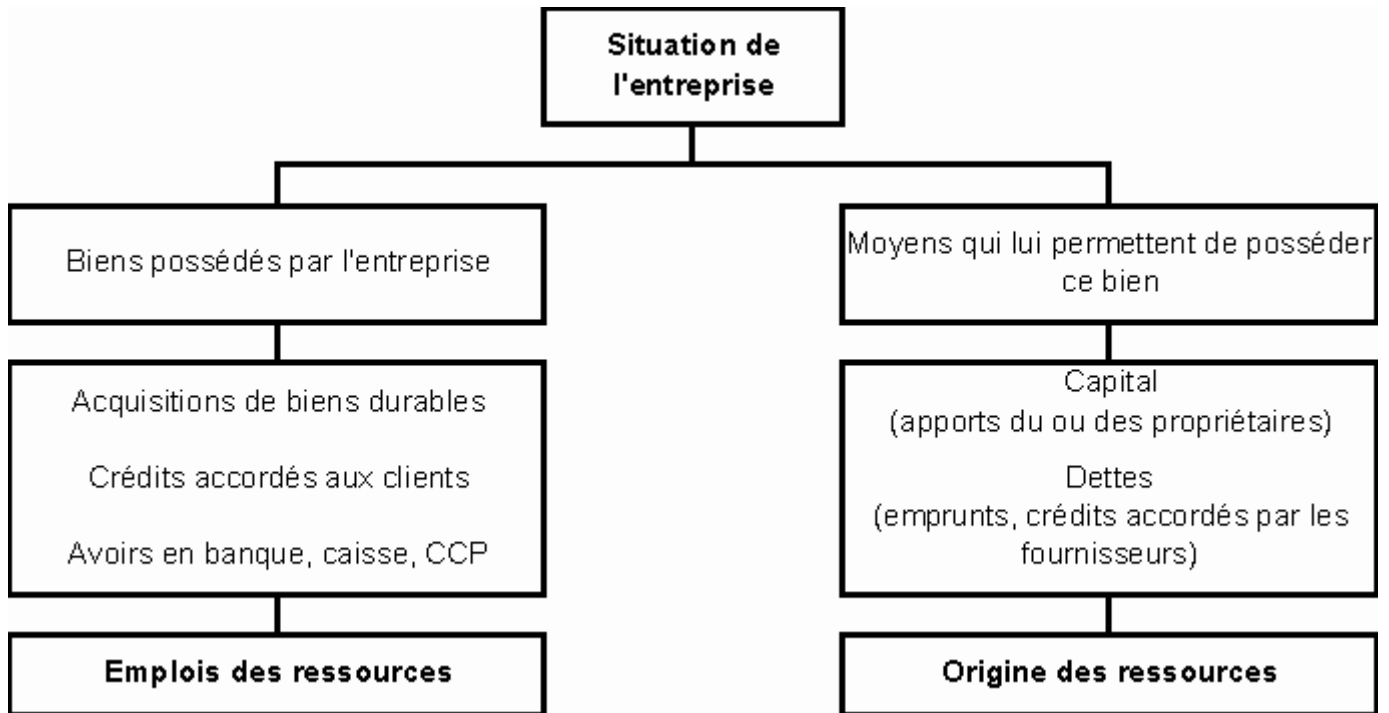 Situation de
l'entreprise
Biens possédés par l'entreprise
Moyens qui lui permettent de posséder
ce bien
Acquisitions de biens durables
Crédits accordés aux clients
Avoirs en banque, caisse, CCP
Capital
(apports du ou des propriétaires)
Dettes
(emprunts, crédits accordés par les
fournisseurs)
Emplois des ressources
Origine des ressources